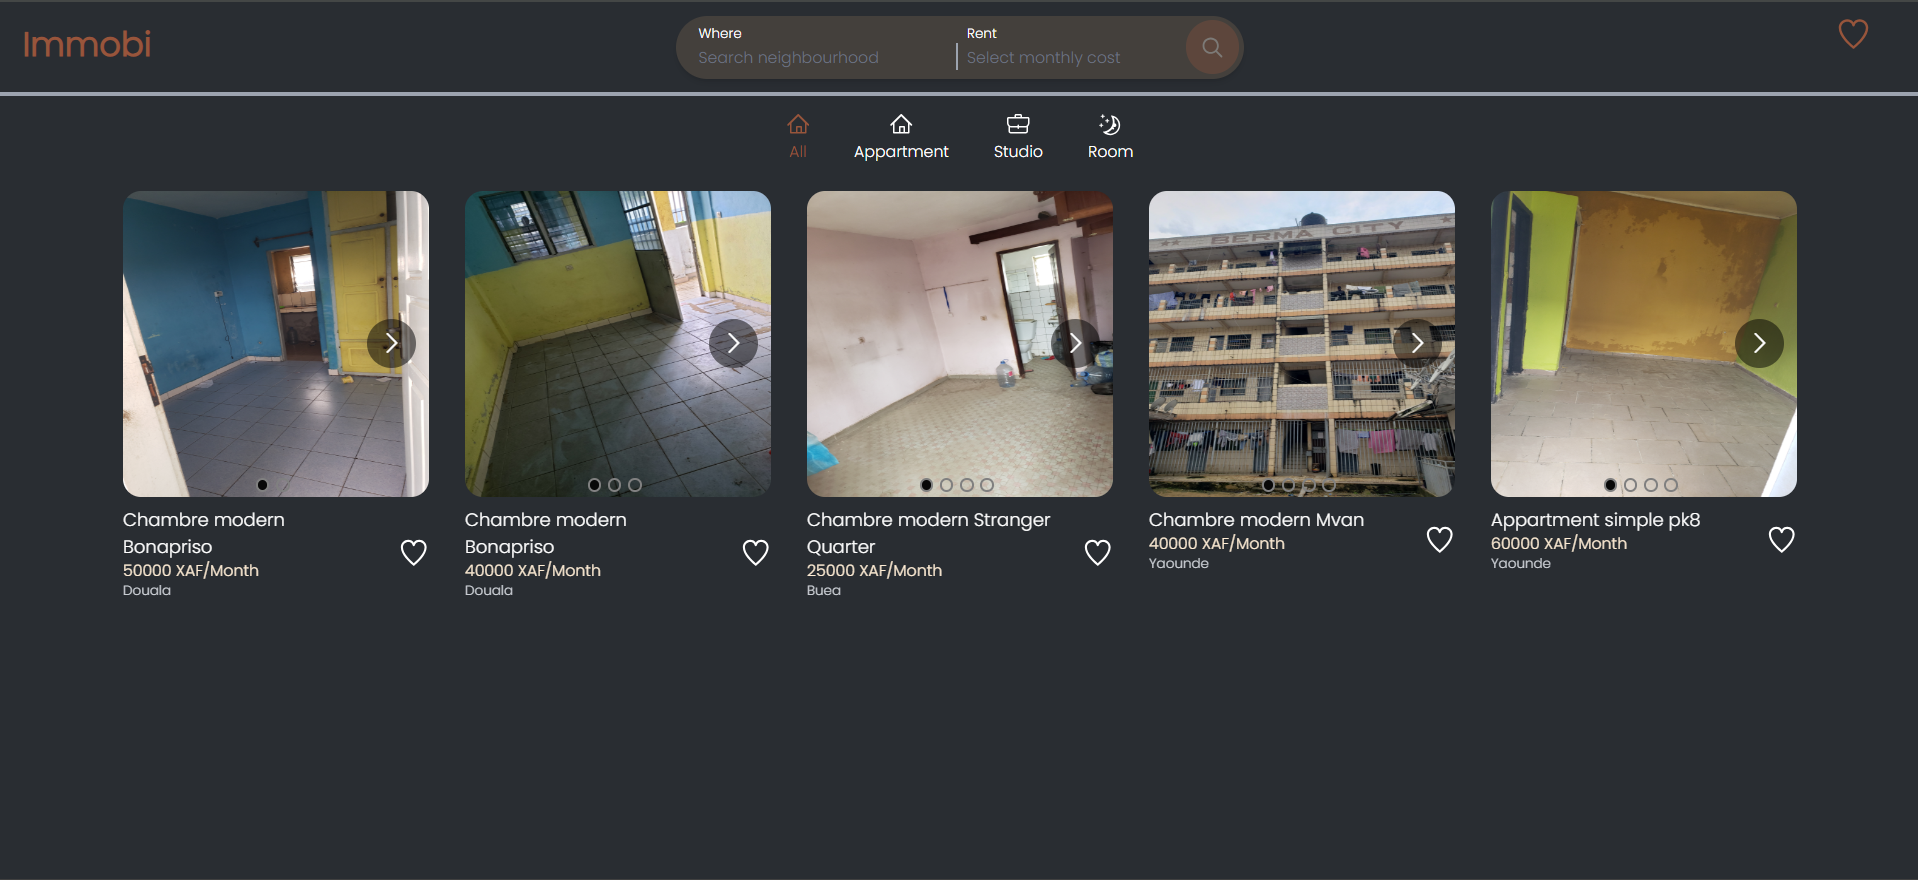 Immobi
Where
Search neighbourhood
Rent
Select monthly cost
All
Appartment
Studio
Room
BERMA CITY
Chambre modern
Bonapriso
50000 XAF/Month
Douala
Chambre modern
Bonapriso
40000 XAF/Month
Douala
Chambre modern Stranger
Quarter
25000 XAF/Month
Buea
Chambre modern Mvan
40000 XAF/Month
Yaounde
Appartment simple pk8
60000 XAF/Month
Yaounde